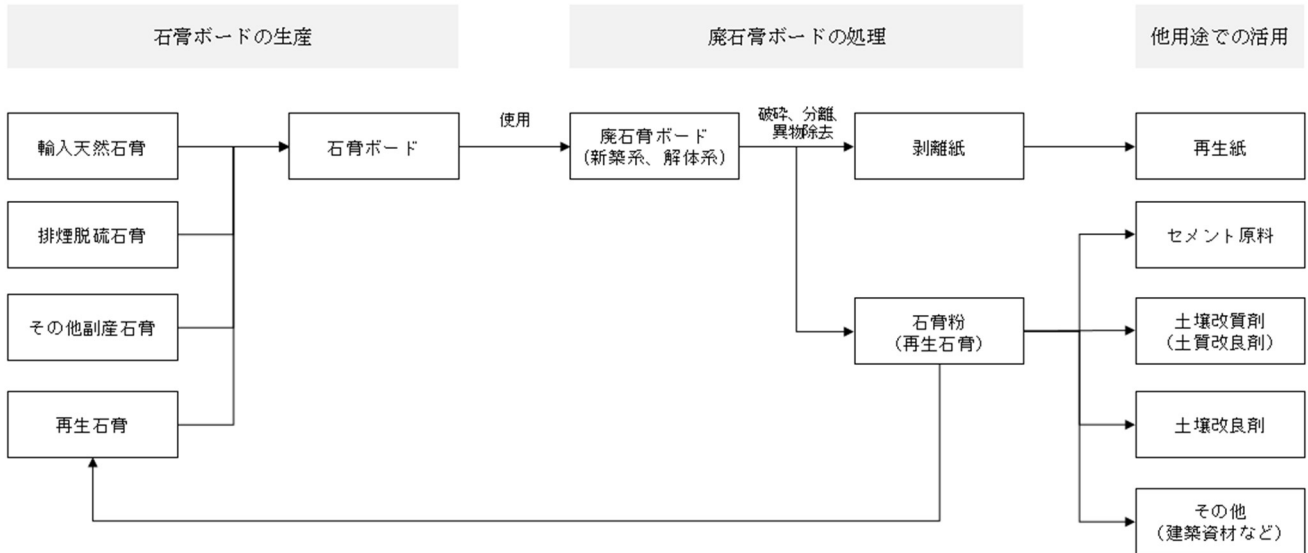 石膏ボードの生産
廃石膏ボードの処理
他用途での活用
輸入天然石膏
石膏ボード
使用
廃石膏ボード
(新築系、解体系)
破砕、分離、
異物除去
剥離紙
再生紙
排煙脱硫石膏
セメント原料
その他副産石膏
石膏粉
(再生石膏)
土壌改質剤
(土質改良剤)
再生石膏
土壌改良剤
その他
(建築資材など)